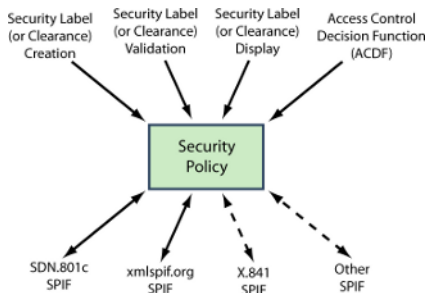 Security Label
(or Clearance)
Creation
Security Label
(or Clearance)
Validation
Security Label
(or Clearance)
Display
Access Control
Decision Function
(ACDF)
Security
Policy
SDN.801c
SPIF
xmlspif.org
SPIF
X.841
SPIF
Other
SPIF